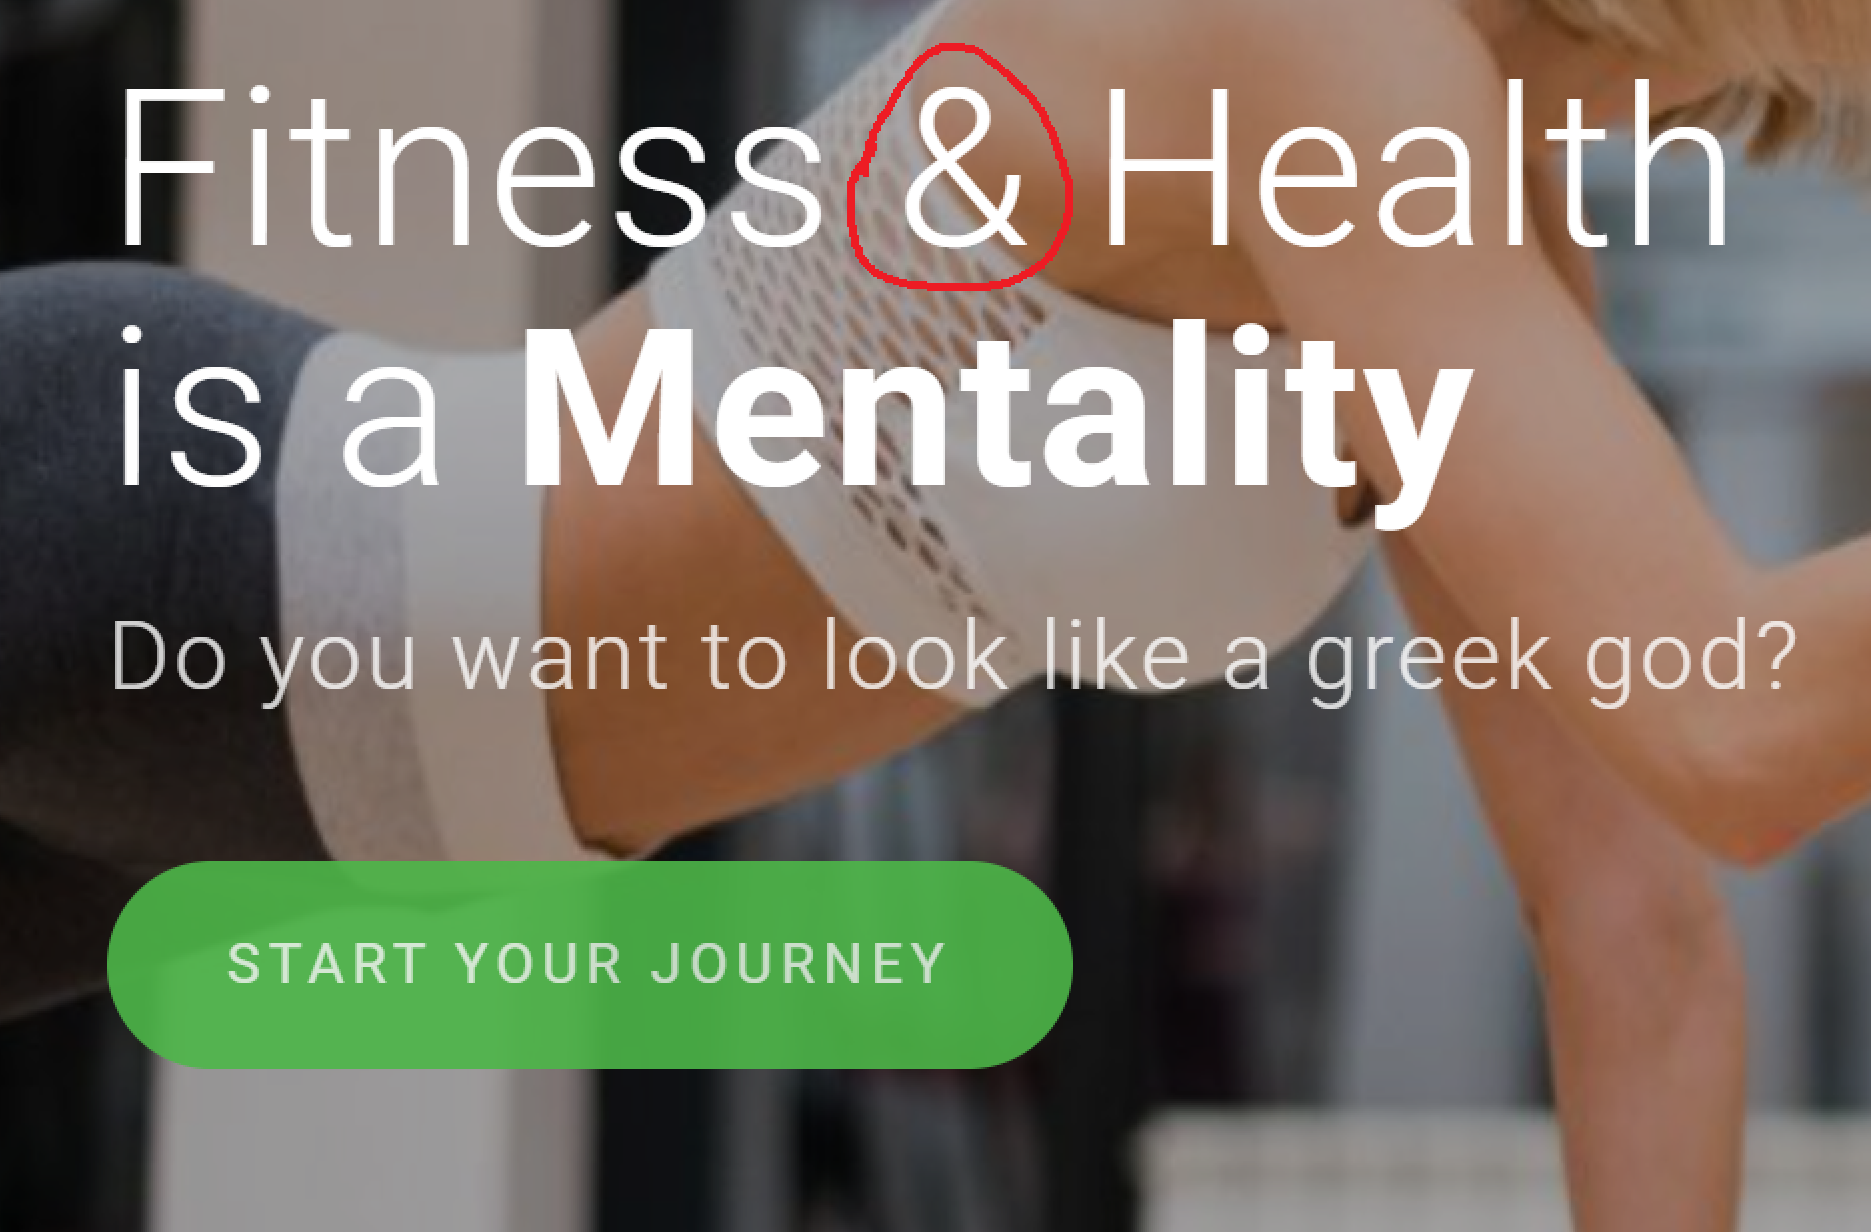 Fitness & Health
is a Mentality
Do you want to look like a greek god?
START YOUR JOURNEY